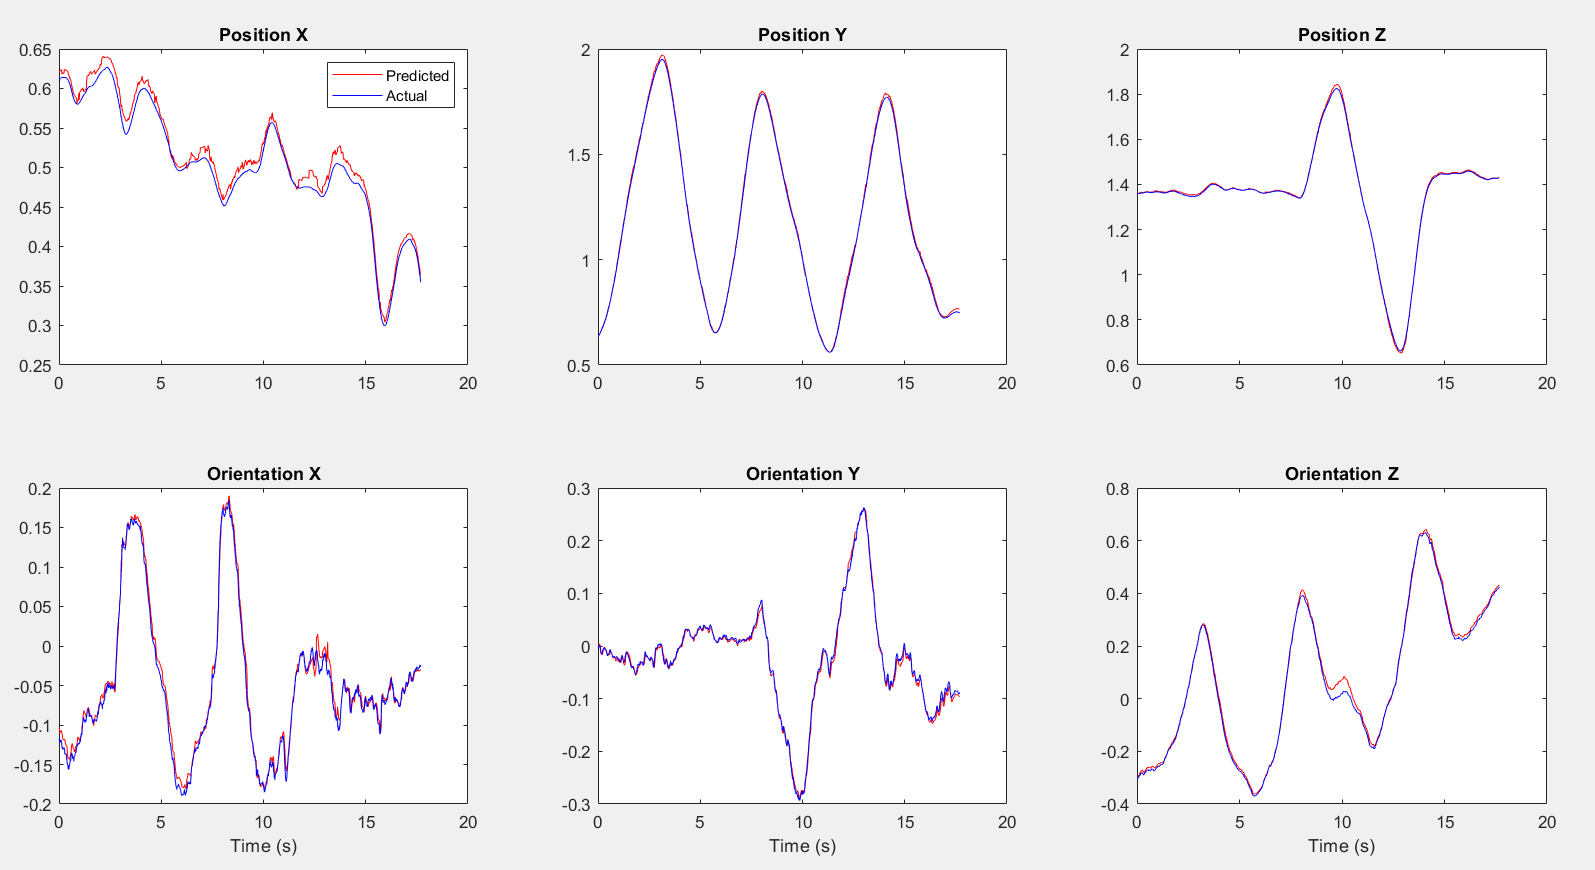 Position X
0.65
0.6
0.55
0.5
0.45
0.4
0.35
0.3
0.25
0 5 10 15 20
Predicted
Actual
Position Y
2
1.5
1
0.5
0 5 10 15 20
Position Z
2
1.8
1.6
1.4
1.2
1
0.8
0.6
0 5 10 15 20
Orientation X
0.2
0.15
0.1
0.05
0
-0.05
-0.1
-0.15
-0.2
0 5 10 15 20
Time (s)
Orientation Y
0.3
0.2
0.1
0
-0.1
-0.2
-0.3
0 5 10 15 20
Time (s)
Orientation Z
0.8
0.6
0.4
0.2
0
-0.2
-0.4
0 5 10 15 20
Time (s)